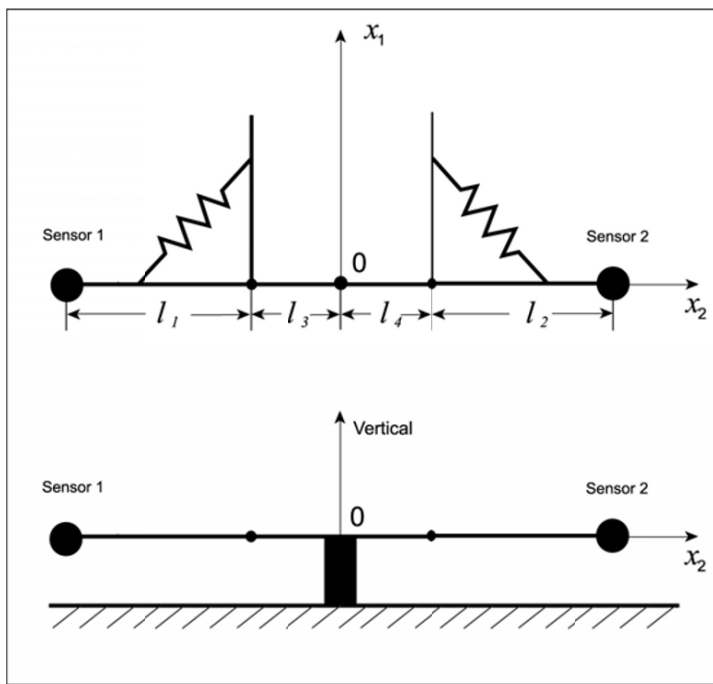 x₁
Sensor 1
Sensor 2
0
x₂
l₁ l₃ l₄ l₂
Vertical
Sensor 1
Sensor 2
0
x₂